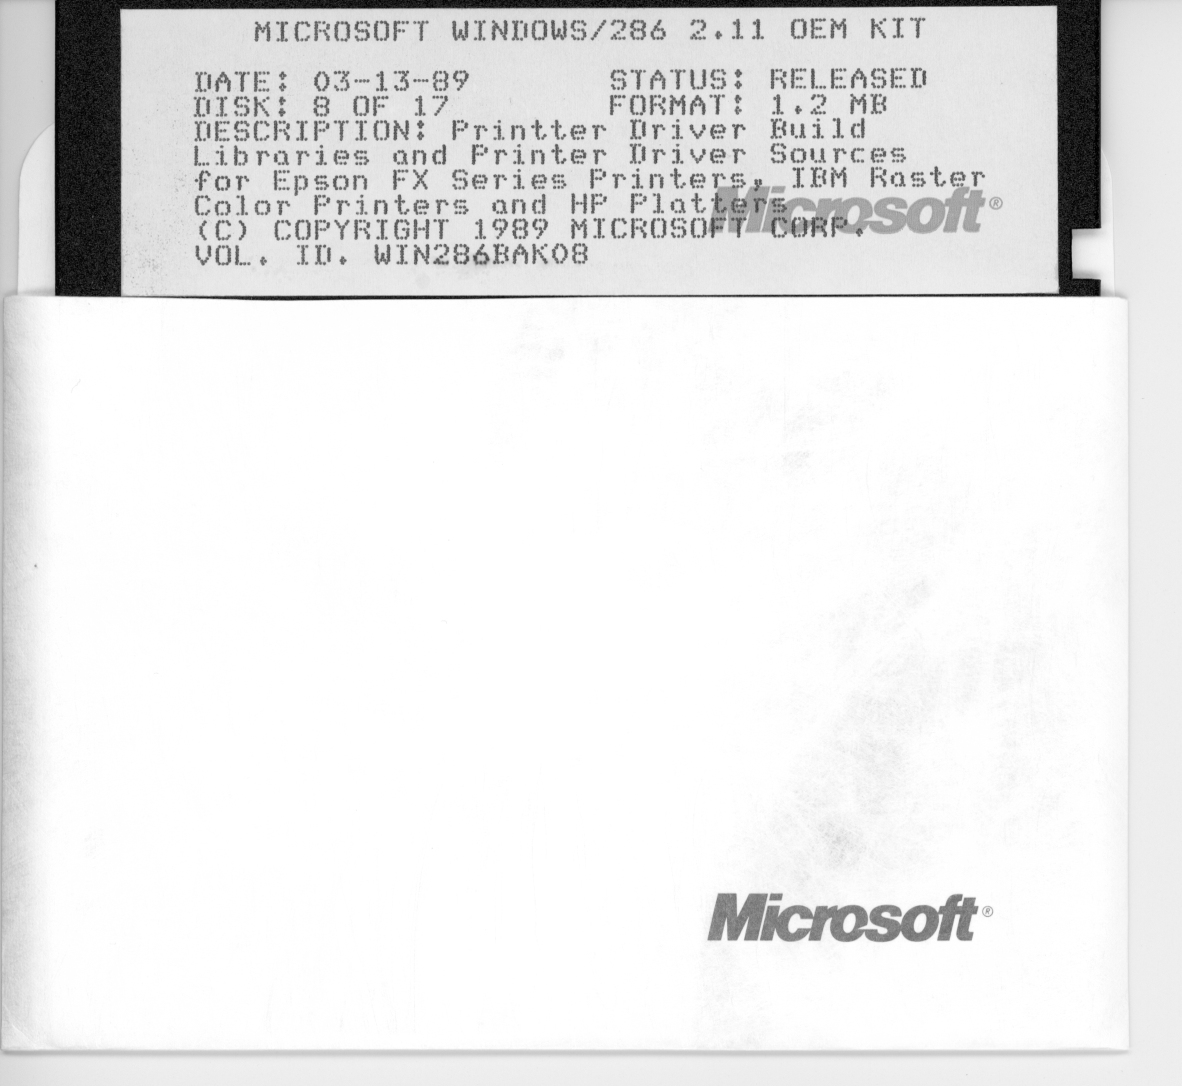 MICROSOFT WINDOWS/286 2.11 OEM KIT
DATE: 03-13-89 STATUS: RELEASED
DISK: 8 OF 17 FORMAT: 1.2 MB
DESCRIPTION: Printter Driver Build
Libraries and Printer Driver Sources
for Epson FX Series Printers, IBM Raster
Color Printers and HP Platters
Microsoft®
(C) COPYRIGHT 1989 MICROSOFT CORP.
VOL. ID. WIN286BAK08
Microsoft®